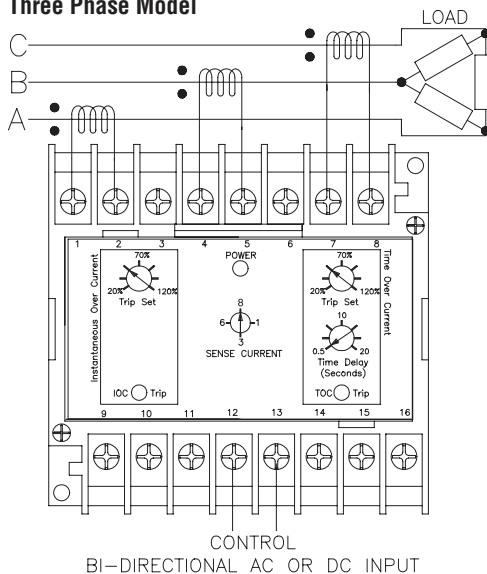 Three Phase Model
LOAD
C
B
A
1 2 3 4 5 6 7 8
Instantaneous Over Current
70%
20% 120%
Trip Set
IOC Trip
POWER
8
6 1
3
SENSE CURRENT
Time Over Current
70%
20% 120%
Trip Set
10
0.5 20
Time Delay
(Seconds)
TOC Trip
9 10 11 12 13 14 15 16
CONTROL
BI-DIRECTIONAL AC OR DC INPUT